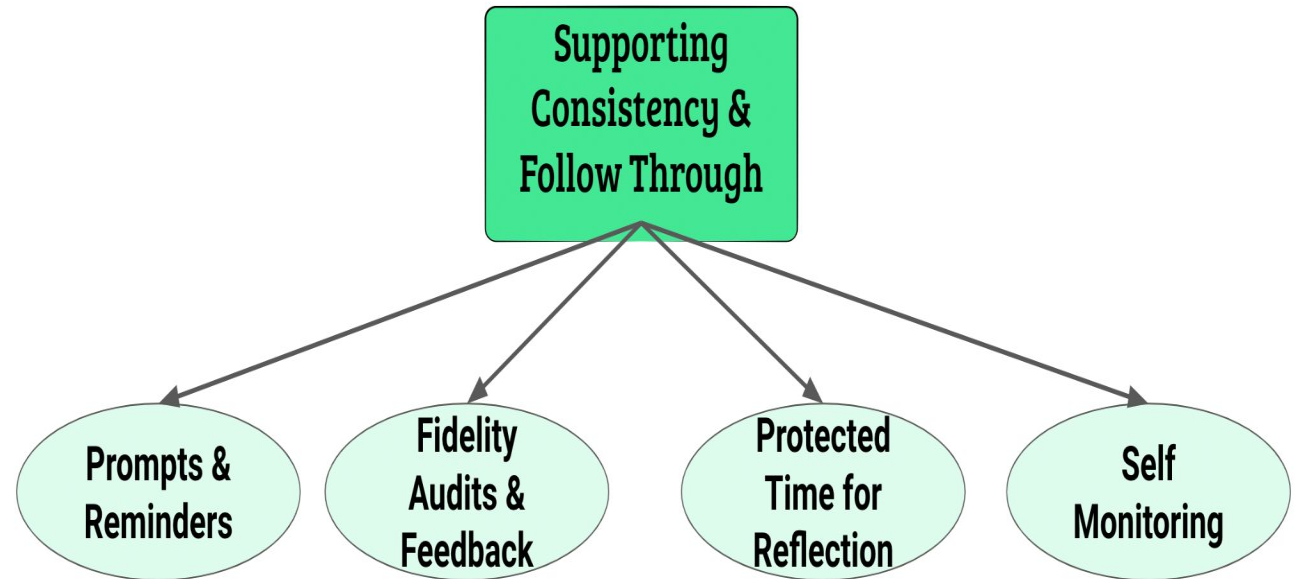 Supporting
Consistency &
Follow Through
Prompts &
Reminders
Fidelity
Audits &
Feedback
Protected
Time for
Reflection
Self
Monitoring